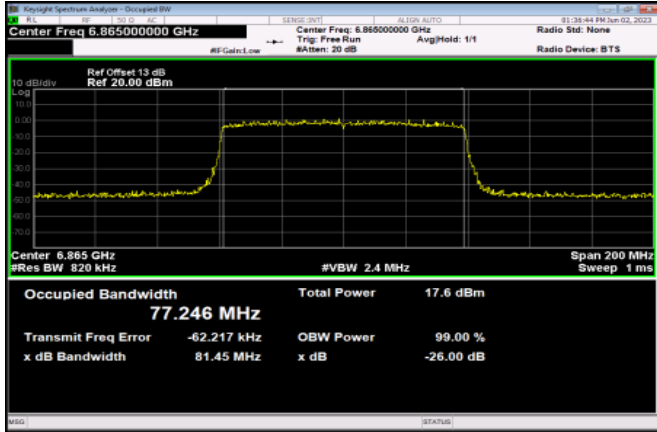 Keysight Spectrum Analyzer - Occupied BW
RL RF 50 Ω AC SENSE:INT ALIGN AUTO 01:36:44 PM Jun 02, 2023
Center Freq 6.865000000 GHz Center Freq: 6.865000000 GHz Radio Std: None
Trig: Free Run Avg|Hold: 1/1
#IFGain:Low #Atten: 20 dB Radio Device: BTS
Ref Offset 13 dB
10 dB/div Ref 20.00 dBm
Log
10.0
0.00
-10.0
-20.0
-30.0
-40.0
-50.0
-60.0
-70.0
Center 6.865 GHz Span 200 MHz
#Res BW 820 kHz #VBW 2.4 MHz Sweep 1 ms
Occupied Bandwidth Total Power 17.6 dBm
77.246 MHz
Transmit Freq Error -62.217 kHz OBW Power 99.00 %
x dB Bandwidth 81.45 MHz x dB -26.00 dB
MSG STATUS